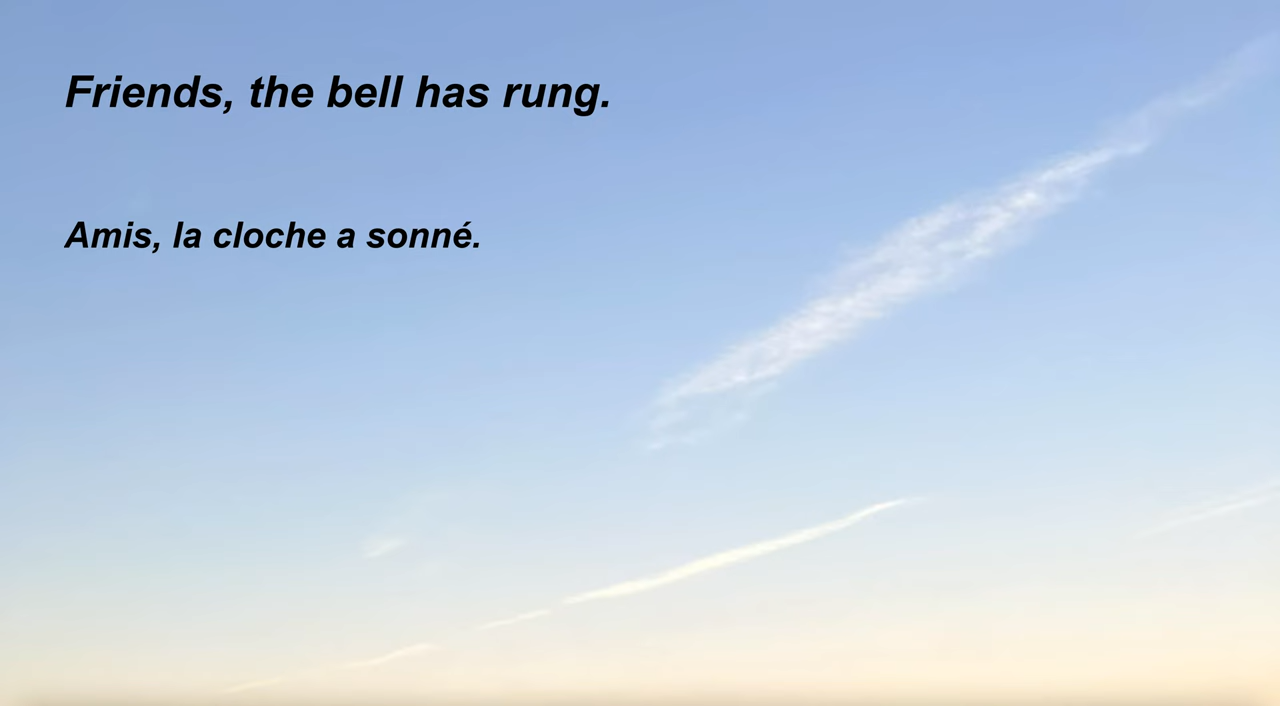 Friends, the bell has rung.
Amis, la cloche a sonné.